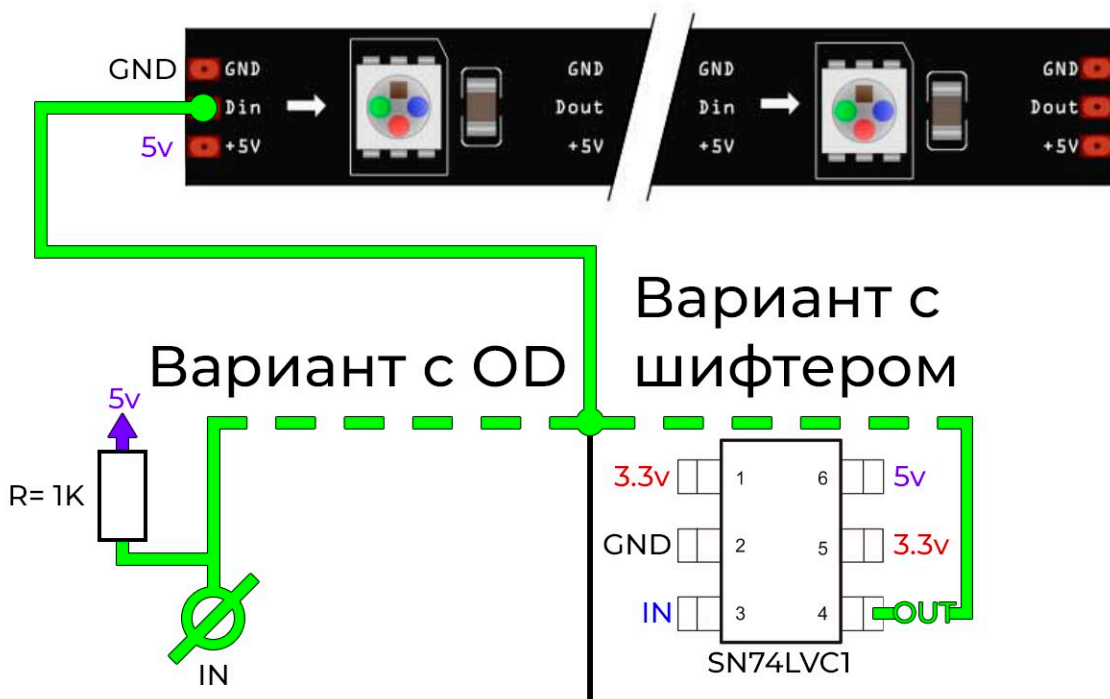 GND
GND
GND
GND
GND
Din
Dout
Din
Dout
5v
+5V
+5V
+5V
+5V
Вариант с OD
Вариант с
шифтером
5v
R= 1K
IN
3.3v
1
6
5v
GND
2
5
3.3v
IN
3
4
OUT
SN74LVC1